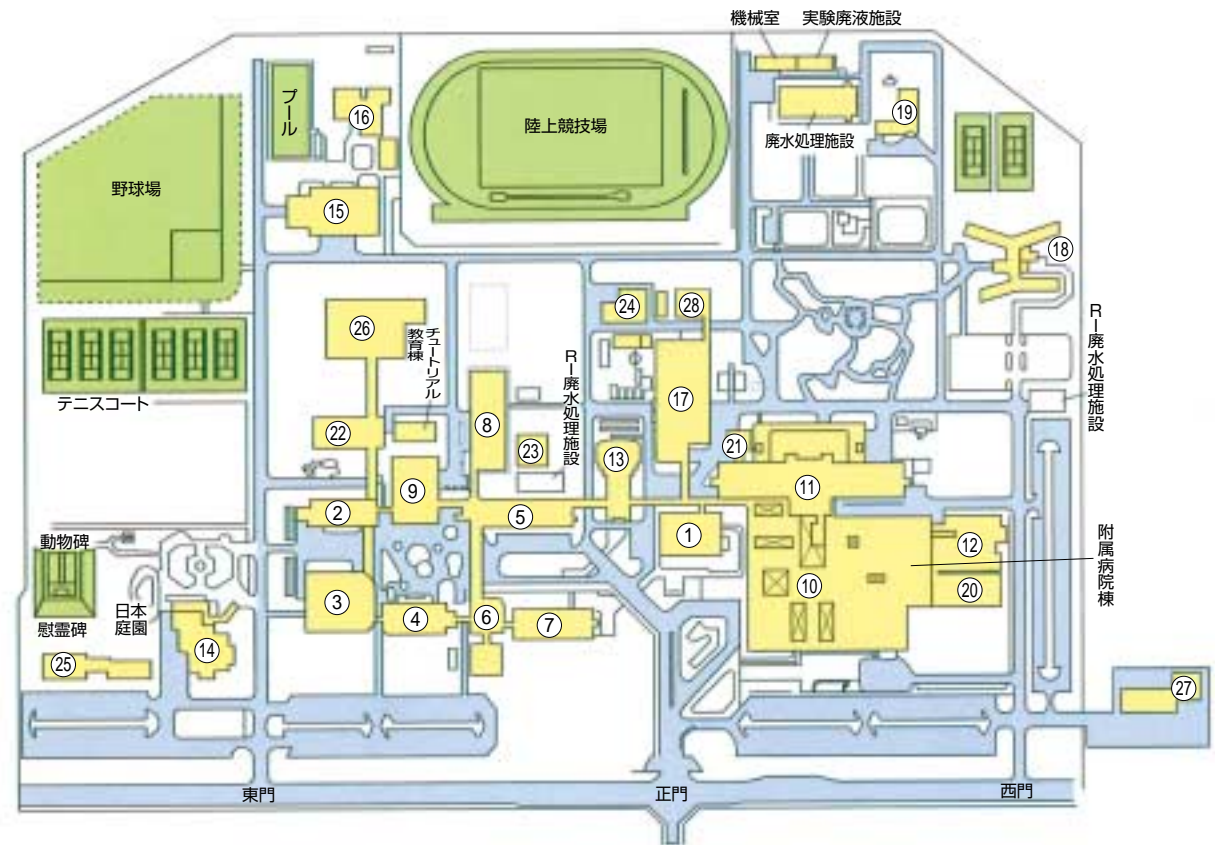 機械室
実験廃液施設
プール
⑯
陸上競技場
廃水処理施設
⑲
野球場
⑮
⑱
㉖
チュートリアル
教育棟
RI廃水処理施設
㉔
㉘
RI廃水処理施設
テニスコート
⑰
㉒
⑧
㉓
⑬
㉑
⑨
⑪
②
⑤
①
⑫
附属病院棟
動物碑
慰霊碑
日本
庭園
③
④
⑥
⑦
⑩
⑳
⑭
㉕
㉗
東門
正門
西門